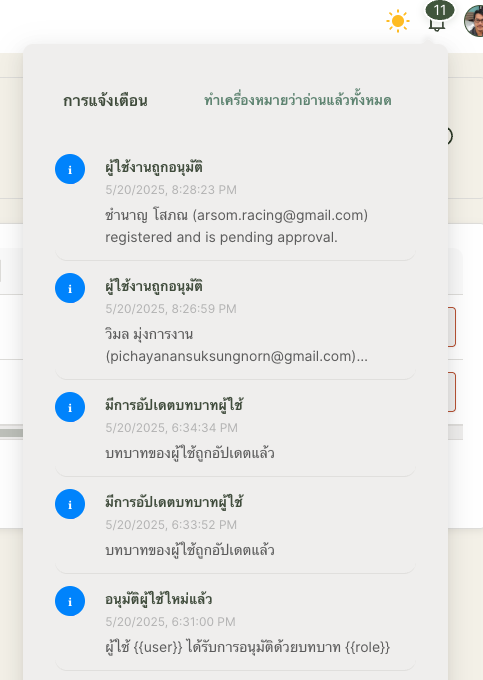 11
การแจ้งเตือน
ทำเครื่องหมายว่าอ่านแล้วทั้งหมด
ผู้ใช้งานถูกอนุมัติ
5/20/2025, 8:28:23 PM
ชำนาญ โสภณ (arsom.racing@gmail.com)
registered and is pending approval.
ผู้ใช้งานถูกอนุมัติ
5/20/2025, 8:26:59 PM
วิมล มุ่งการงาน
(pichayanansuksungnorn@gmail.com)...
มีการอัปเดตบทบาทผู้ใช้
5/20/2025, 6:34:34 PM
บทบาทของผู้ใช้ถูกอัปเดตแล้ว
มีการอัปเดตบทบาทผู้ใช้
5/20/2025, 6:33:52 PM
บทบาทของผู้ใช้ถูกอัปเดตแล้ว
อนุมัติผู้ใช้ใหม่แล้ว
5/20/2025, 6:31:00 PM
ผู้ใช้ {{user}} ได้รับการอนุมัติด้วยบทบาท {{role}}